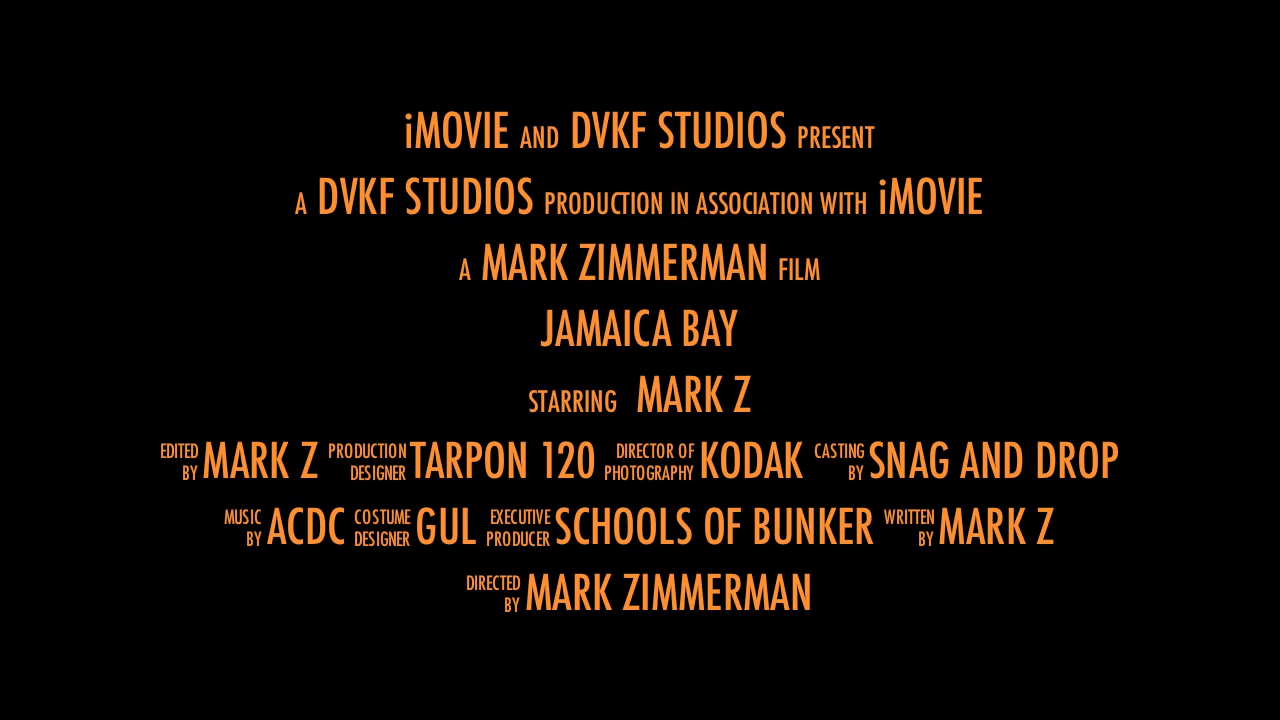 iMOVIE AND DVKF STUDIOS PRESENT
A DVKF STUDIOS PRODUCTION IN ASSOCIATION WITH iMOVIE
A MARK ZIMMERMAN FILM
JAMAICA BAY
STARRING MARK Z
EDITED BY MARK Z PRODUCTION DESIGNER TARPON 120 DIRECTOR OF PHOTOGRAPHY KODAK CASTING BY SNAG AND DROP
MUSIC BY ACDC COSTUME DESIGNER GUL EXECUTIVE PRODUCER SCHOOLS OF BUNKER WRITTEN BY MARK Z
DIRECTED BY MARK ZIMMERMAN